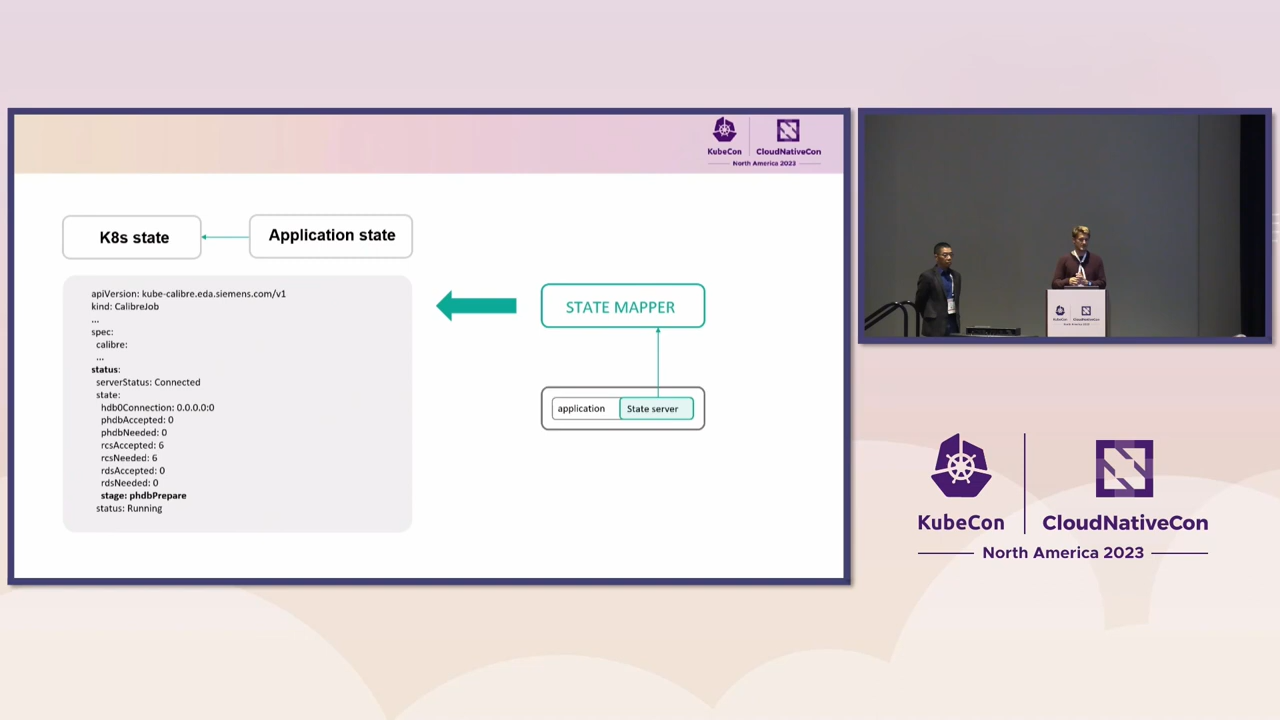 KubeCon
CloudNativeCon
North America 2023
K8s state
Application state
apiVersion: kube-calibre.eda.siemens.com/v1
kind: CalibreJob
...
spec:
calibre:
...
status:
serverStatus: Connected
state:
hdb0Connection: 0.0.0.0:0
phdbAccepted: 0
phdbNeeded: 0
rcsAccepted: 6
rcsNeeded: 6
rdsAccepted: 0
rdsNeeded: 0
stage: phdbPrepare
status: Running
STATE MAPPER
application
State server
KubeCon
CloudNativeCon
North America 2023